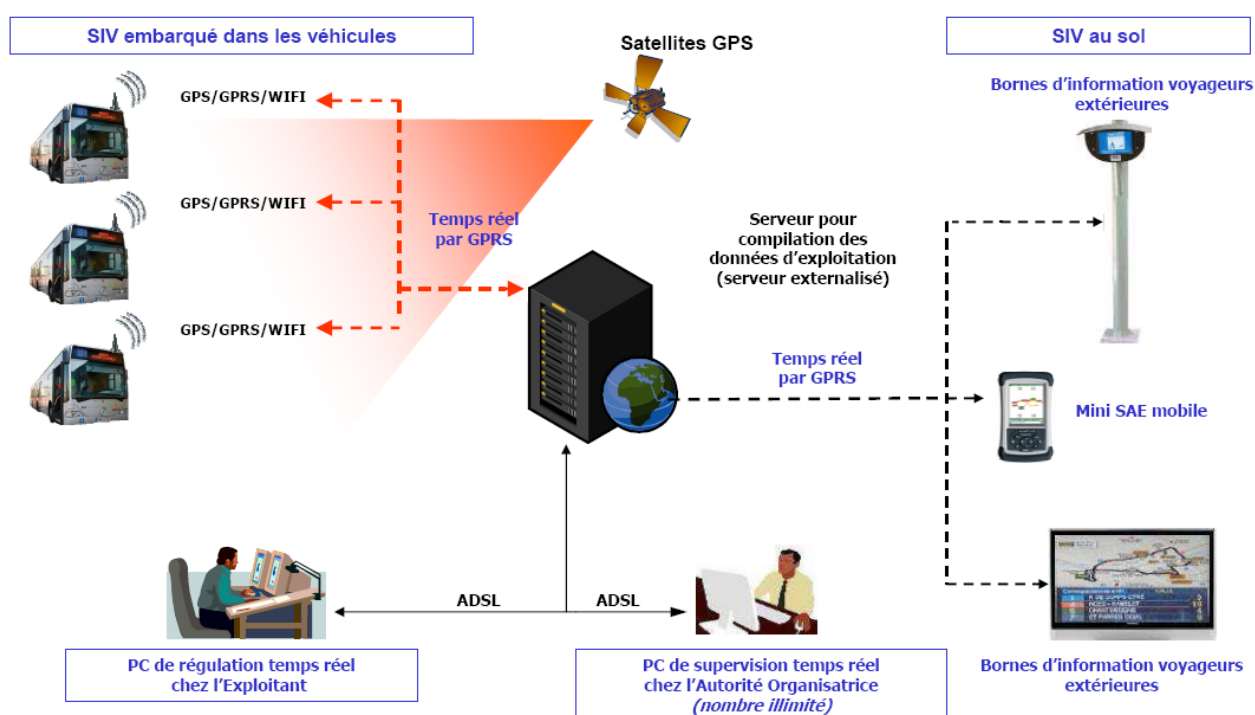 SIV embarqué dans les véhicules
Satellites GPS
SIV au sol
Bornes d'information voyageurs
extérieures
GPS/GPRS/WIFI
GPS/GPRS/WIFI
Temps réel
par GPRS
Serveur pour
compilation des
données d'exploitation
(serveur externalisé)
GPS/GPRS/WIFI
Temps réel
par GPRS
Mini SAE mobile
ADSL
ADSL
PC de régulation temps réel
chez l'Exploitant
PC de supervision temps réel
chez l'Autorité Organisatrice
(nombre illimité)
Bornes d'information voyageurs
extérieures